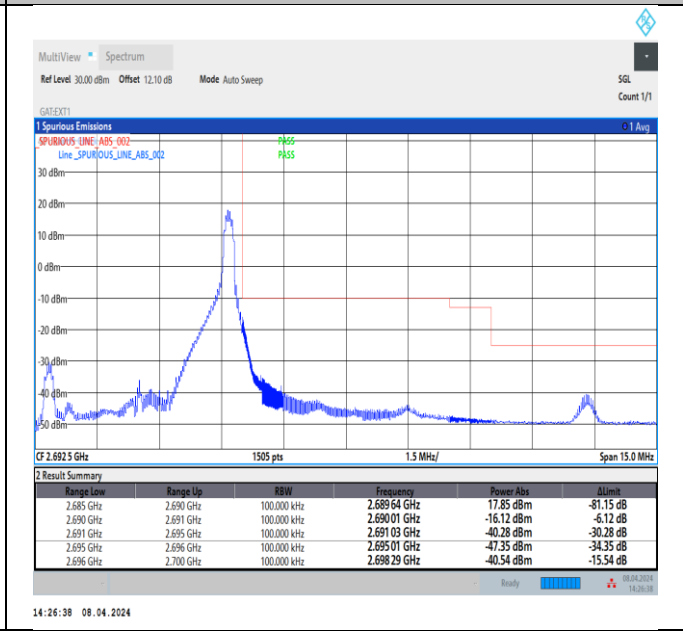 MultiView Spectrum
Ref Level 30.00 dBm Offset 12.10 dB Mode Auto Sweep SGL
Count 1/1
GAT:EXT1
1 Spurious Emissions 1 Avg
_SPURIOUS_LINE_ABS_002 PASS
Line _SPURIOUS_LINE_ABS_002 PASS
30 dBm
20 dBm
10 dBm
0 dBm
-10 dBm
-20 dBm
-30 dBm
-40 dBm
-50 dBm
CF 2.692 5 GHz 1505 pts 1.5 MHz/ Span 15.0 MHz
2 Result Summary
Range Low Range Up RBW Frequency Power Abs ΔLimit
2.685 GHz 2.690 GHz 100.000 kHz 2.689 64 GHz 17.85 dBm -81.15 dB
2.690 GHz 2.691 GHz 100.000 kHz 2.690 01 GHz -16.12 dBm -6.12 dB
2.691 GHz 2.695 GHz 100.000 kHz 2.691 03 GHz -40.28 dBm -30.28 dB
2.695 GHz 2.696 GHz 100.000 kHz 2.695 01 GHz -47.35 dBm -34.35 dB
2.696 GHz 2.700 GHz 100.000 kHz 2.698 29 GHz -40.54 dBm -15.54 dB
Ready 08.04.2024
14:26:38
14:26:38 08.04.2024